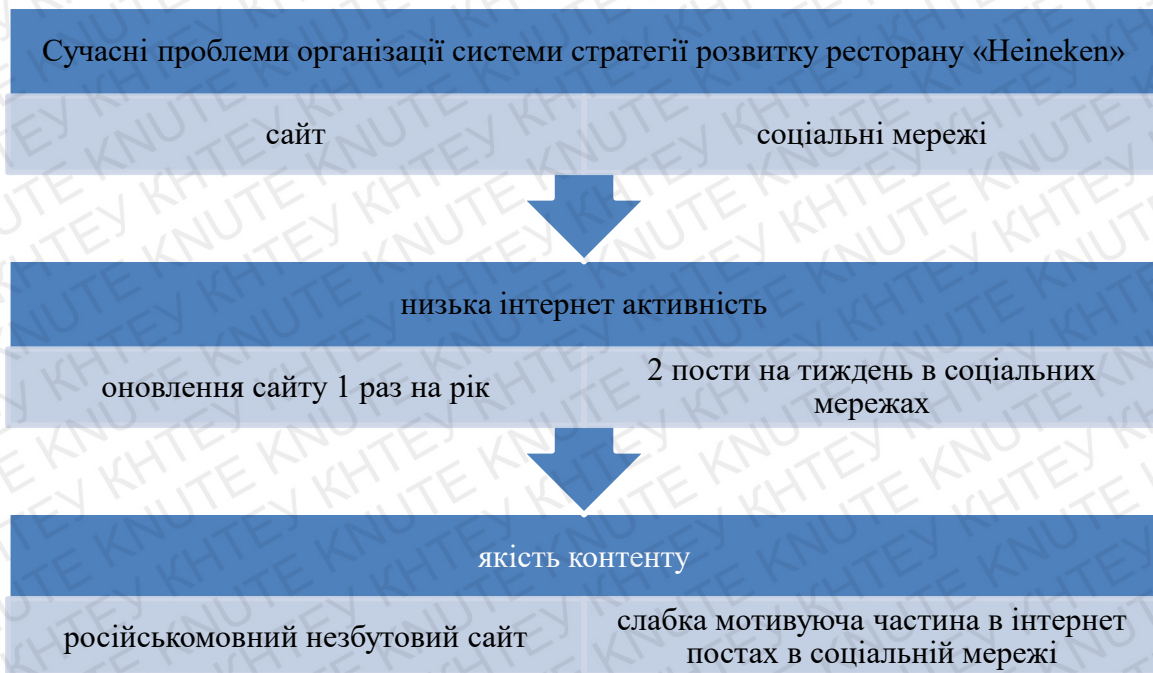 Сучасні проблеми організації системи стратегії розвитку ресторану «Heineken»
сайт
соціальні мережі
низька інтернет активність
оновлення сайту 1 раз на рік
2 пости на тиждень в соціальних
мережах
якість контенту
російськомовний незбутовий сайт
слабка мотивуюча частина в інтернет
постах в соціальній мережі
КНТЕУ KNUTE